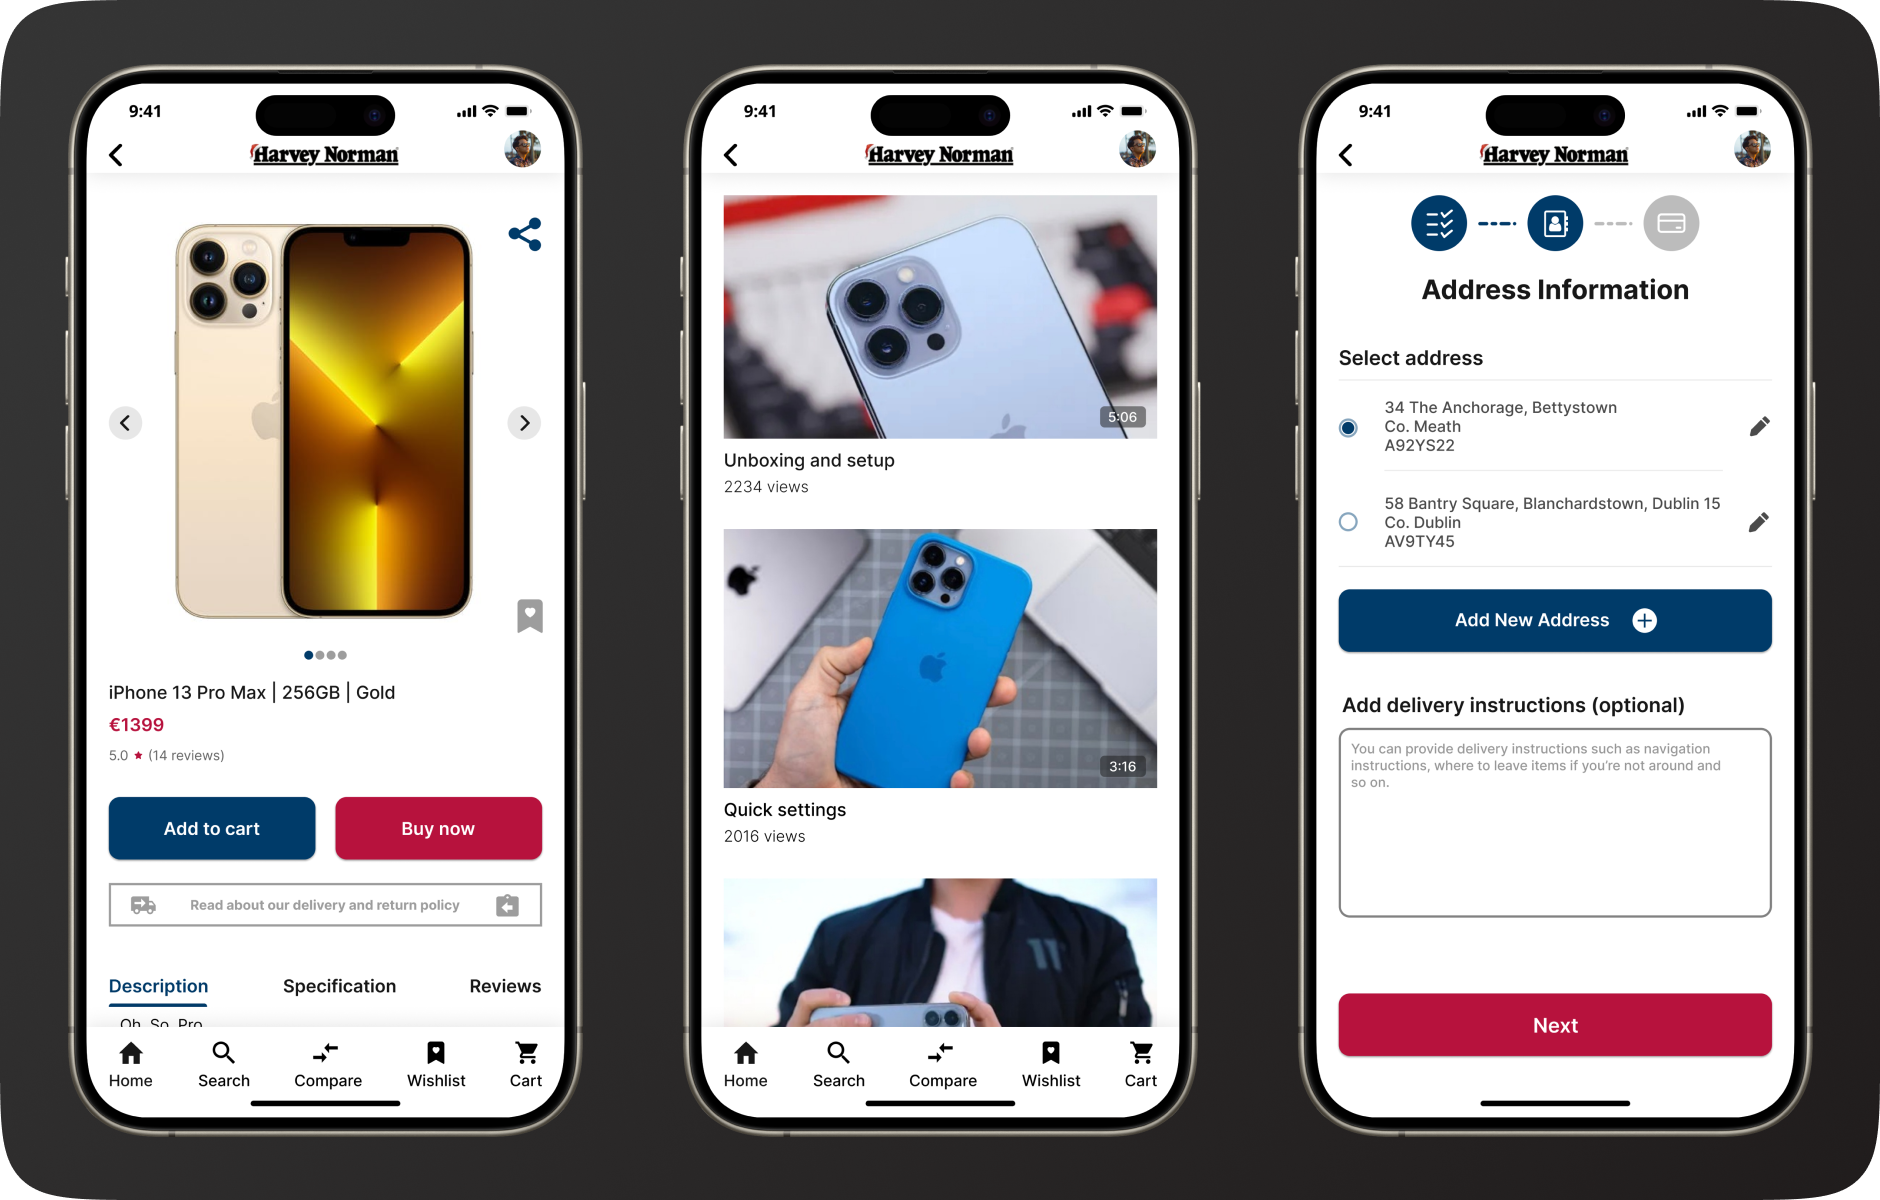 9:41
Harvey Norman
iPhone 13 Pro Max | 256GB | Gold
€1399
5.0 ★ (14 reviews)
Add to cart
Buy now
Read about our delivery and return policy
Description
Specification
Reviews
Oh. So. Pro
Home
Search
Compare
Wishlist
Cart
9:41
Harvey Norman
5:06
Unboxing and setup
2234 views
3:16
Quick settings
2016 views
Home
Search
Compare
Wishlist
Cart
9:41
Harvey Norman
Address Information
Select address
34 The Anchorage, Bettystown
Co. Meath
A92YS22
58 Bantry Square, Blanchardstown, Dublin 15
Co. Dublin
AV9TY45
Add New Address
Add delivery instructions (optional)
You can provide delivery instructions such as navigation
instructions, where to leave items if you're not around and
so on.
Next